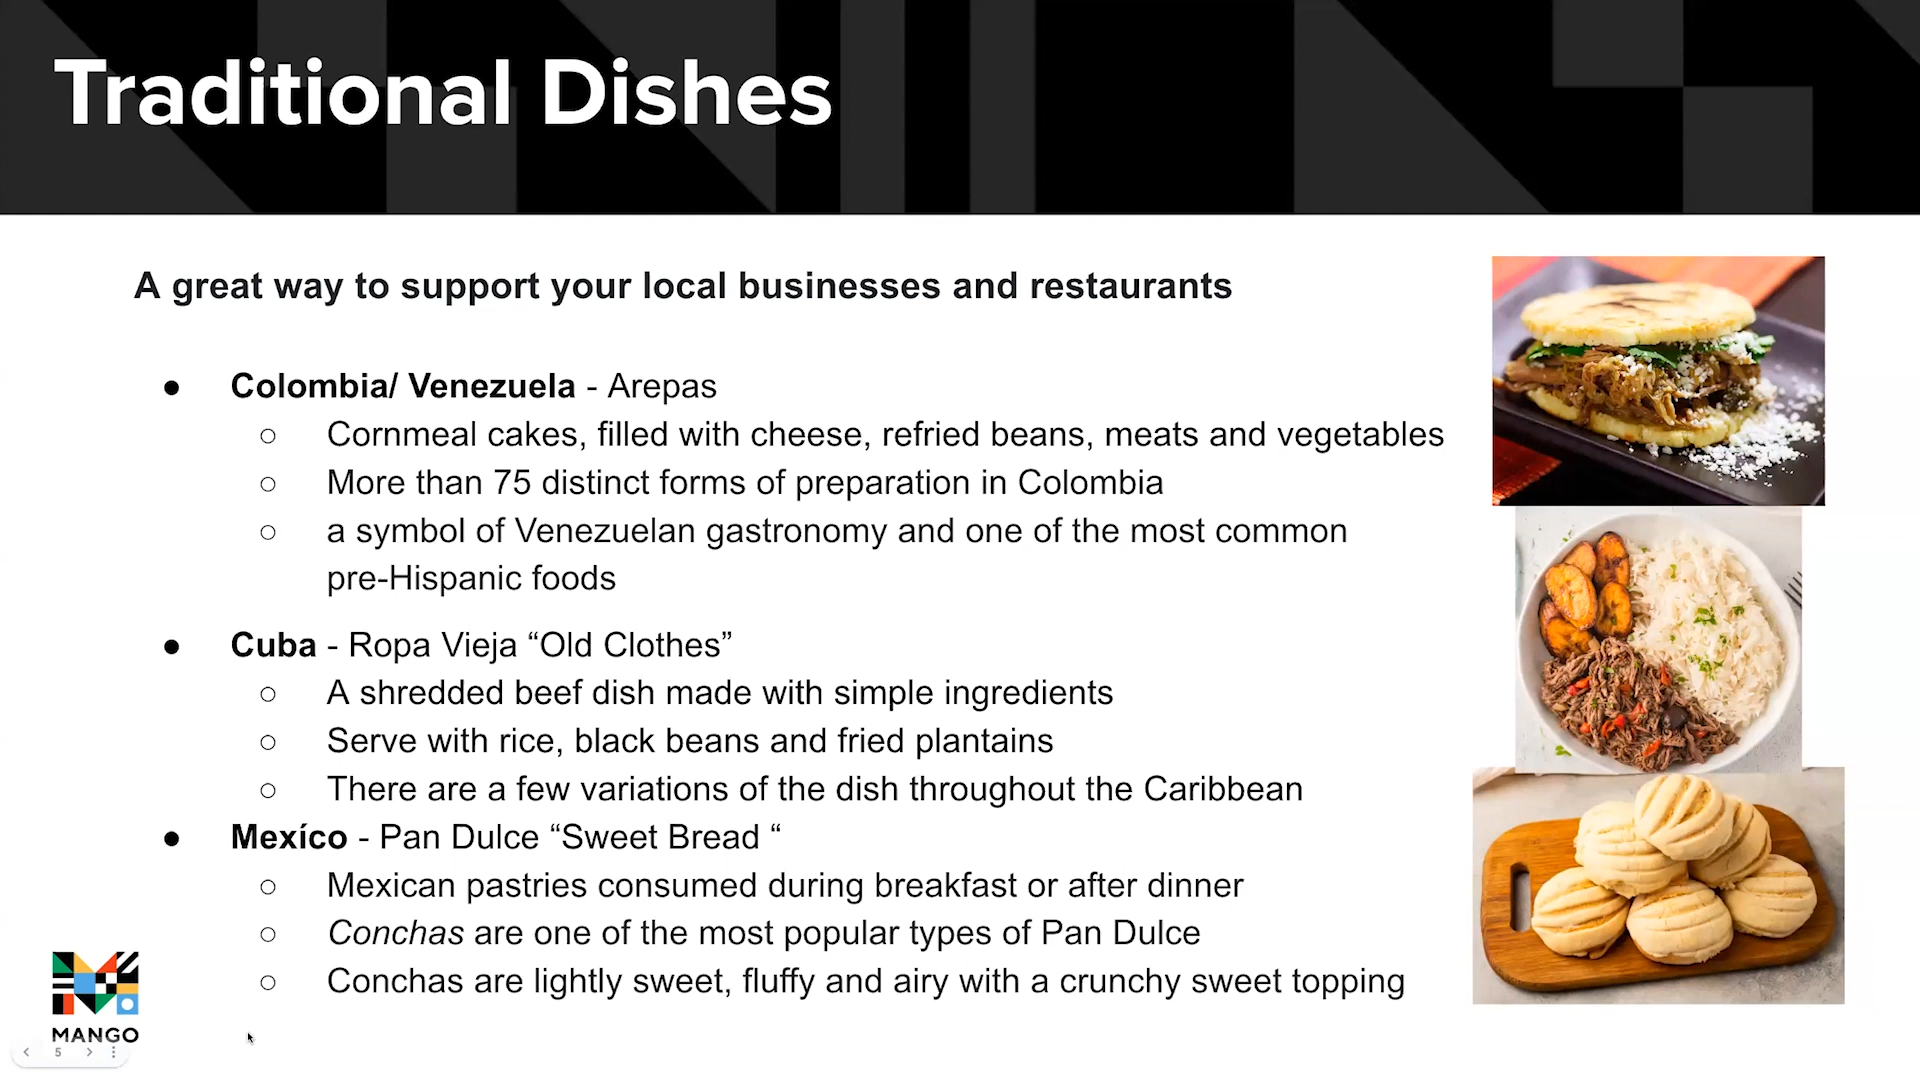 Traditional Dishes
A great way to support your local businesses and restaurants
● Colombia/ Venezuela - Arepas
○ Cornmeal cakes, filled with cheese, refried beans, meats and vegetables
○ More than 75 distinct forms of preparation in Colombia
○ a symbol of Venezuelan gastronomy and one of the most common
pre-Hispanic foods
● Cuba - Ropa Vieja “Old Clothes”
○ A shredded beef dish made with simple ingredients
○ Serve with rice, black beans and fried plantains
○ There are a few variations of the dish throughout the Caribbean
● Mexíco - Pan Dulce “Sweet Bread “
○ Mexican pastries consumed during breakfast or after dinner
○ Conchas are one of the most popular types of Pan Dulce
○ Conchas are lightly sweet, fluffy and airy with a crunchy sweet topping
MANGO
5